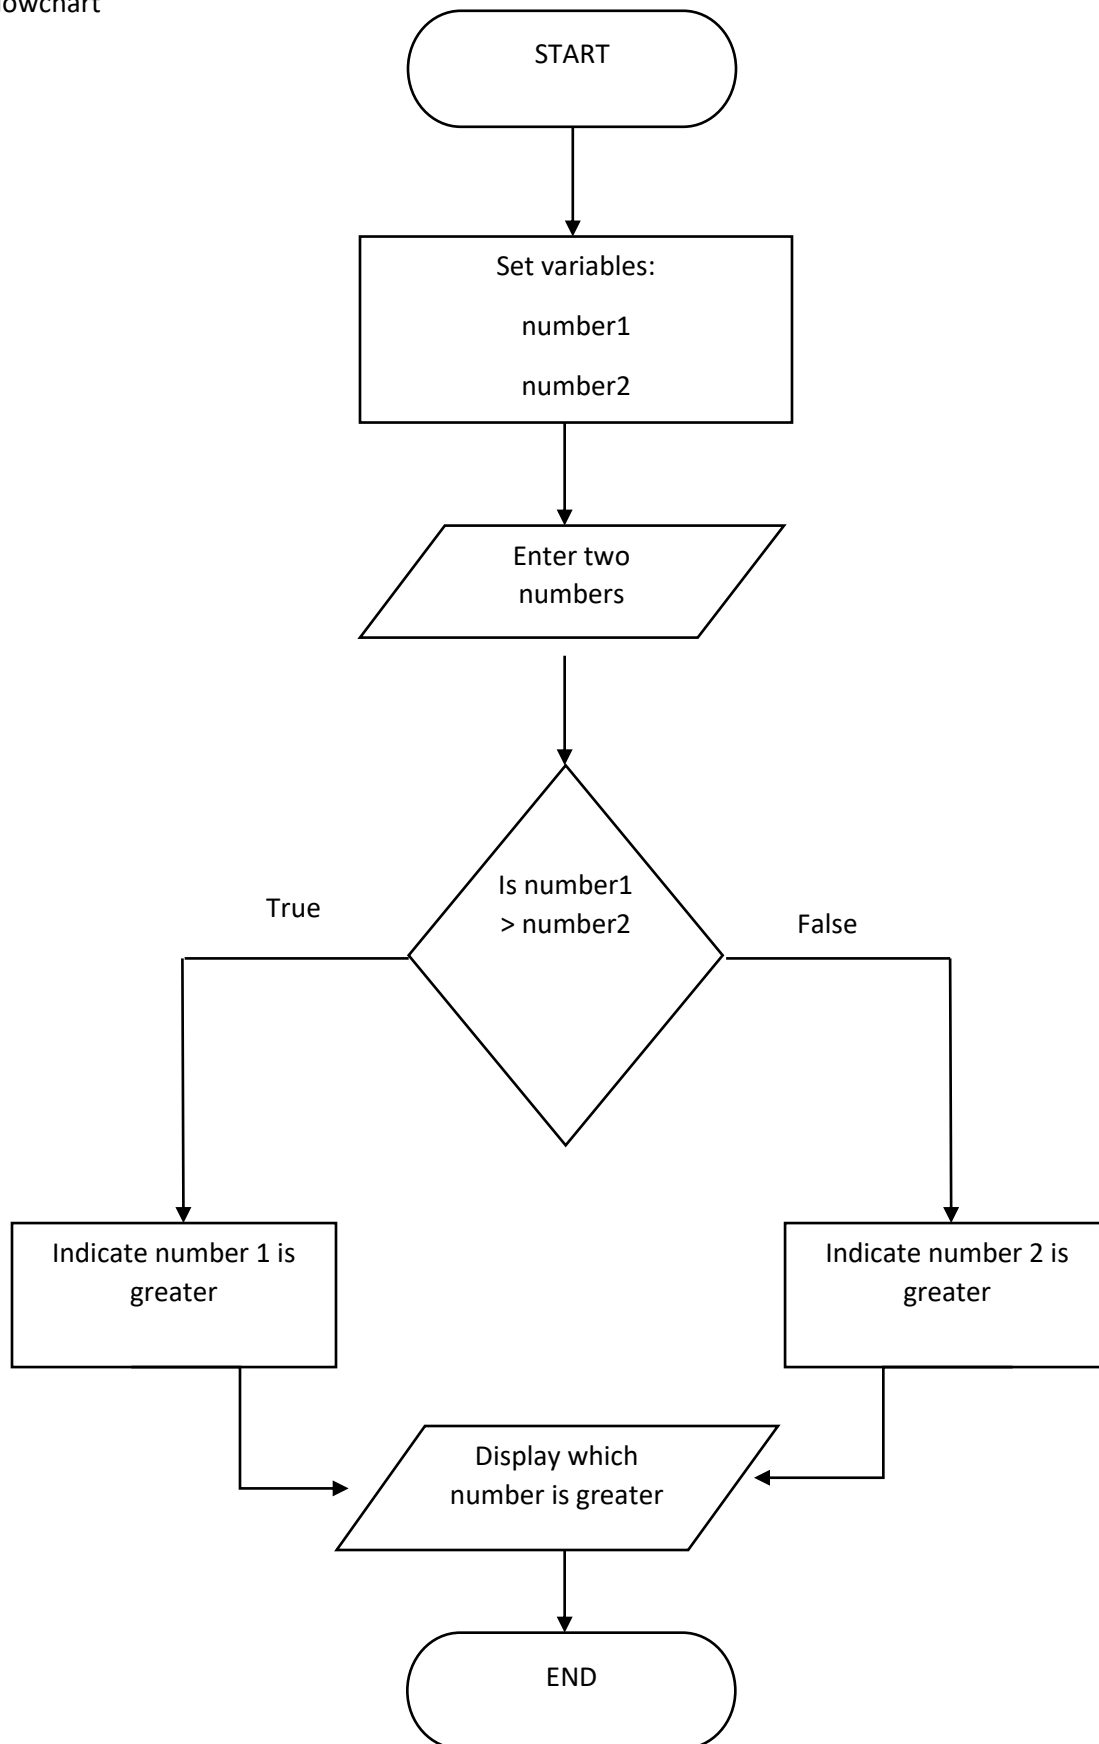 lowchart
START
Set variables:
number1
number2
Enter two
numbers
Is number1
> number2
True
False
Indicate number 1 is
greater
Indicate number 2 is
greater
Display which
number is greater
END